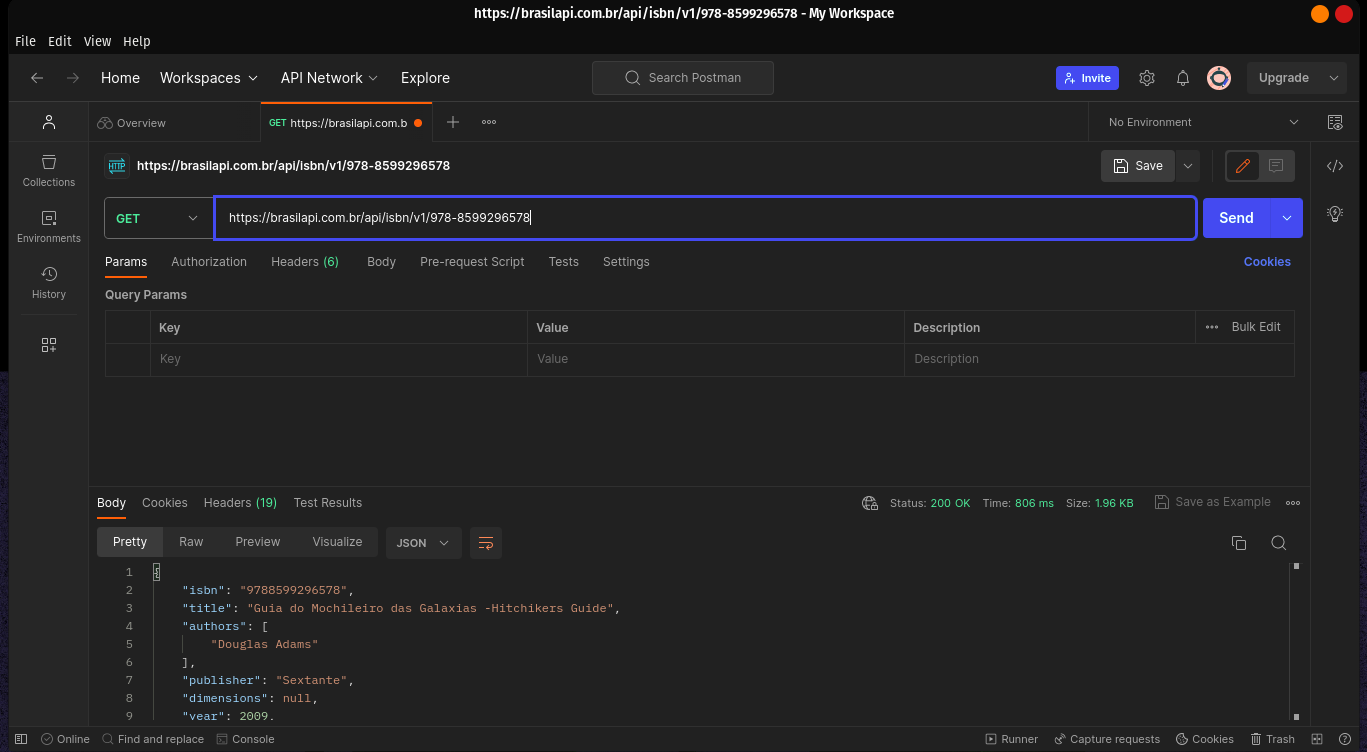 https://brasilapi.com.br/api/isbn/v1/978-8599296578 - My Workspace
File Edit View Help
Home Workspaces API Network Explore Search Postman Invite Upgrade
Overview GET https://brasilapi.com.b No Environment
HTTP https://brasilapi.com.br/api/isbn/v1/978-8599296578 Save
Collections
GET https://brasilapi.com.br/api/isbn/v1/978-8599296578 Send
Environments
Params Authorization Headers (6) Body Pre-request Script Tests Settings Cookies
History
Query Params
Key Value Description Bulk Edit
Key Value Description
Body Cookies Headers (19) Test Results Status: 200 OK Time: 806 ms Size: 1.96 KB Save as Example
Pretty Raw Preview Visualize JSON
1 {
2 "isbn": "9788599296578",
3 "title": "Guia do Mochileiro das Galaxias -Hitchikers Guide",
4 "authors": [
5 "Douglas Adams"
6 ],
7 "publisher": "Sextante",
8 "dimensions": null,
9 "year": 2009,
Online Find and replace Console Runner Capture requests Cookies Trash